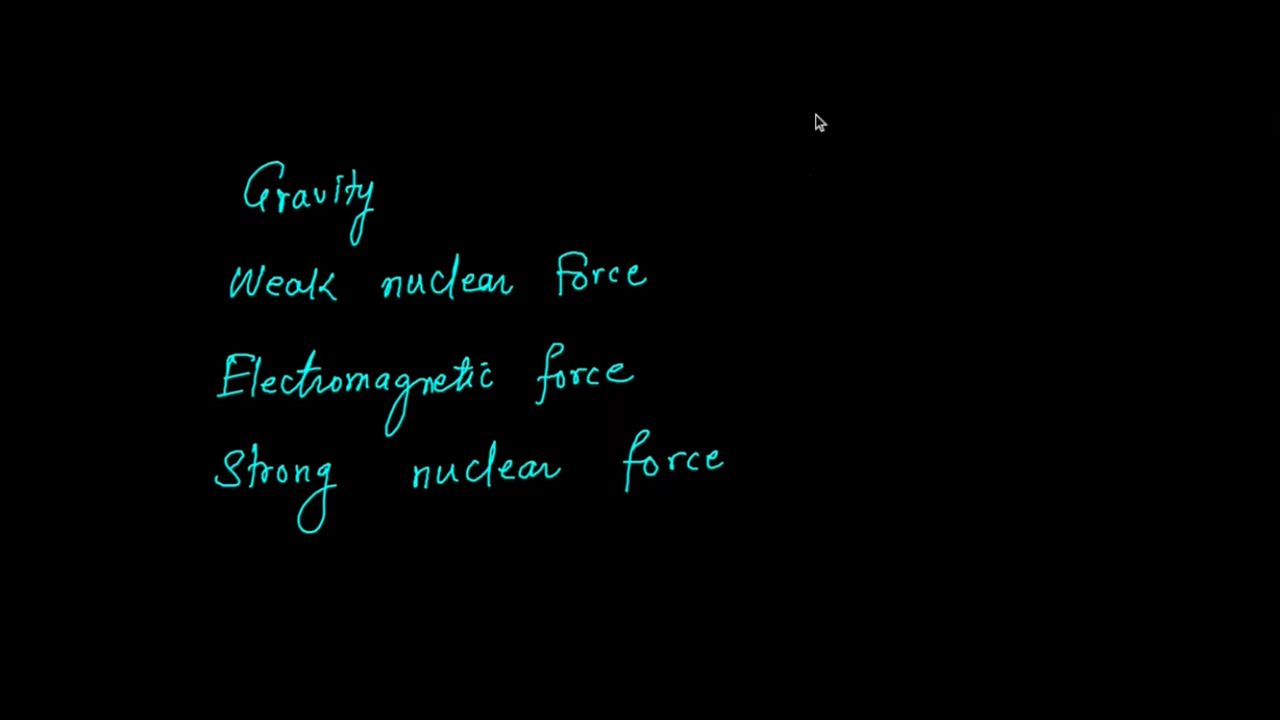 Gravity
Weak nuclear Force
Electromagnetic force
Strong nuclear force